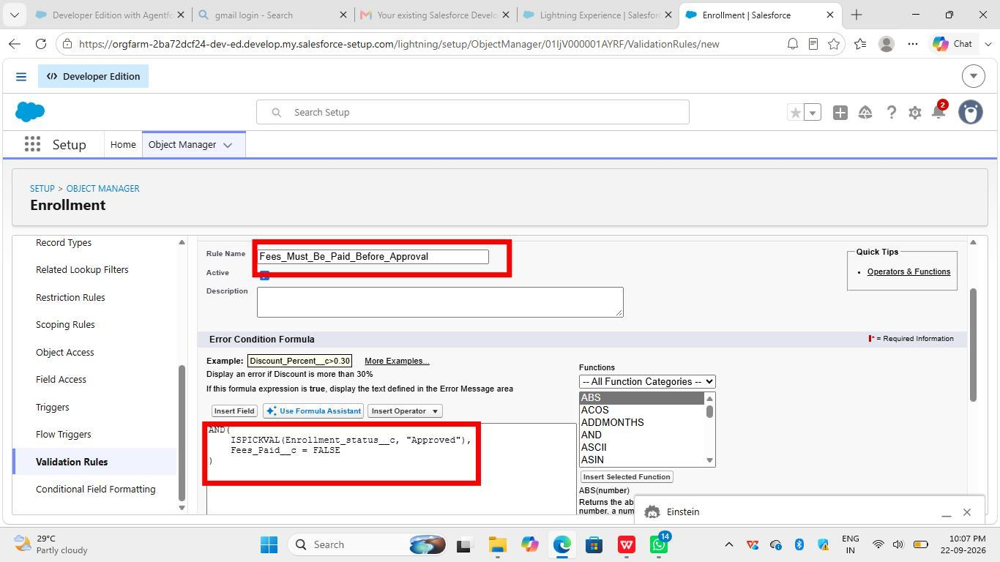 Developer Edition with Agentfo
gmail login - Search
Your existing Salesforce Develo
Lightning Experience | Salesforc
Enrollment | Salesforce
https://orgfarm-2ba72dcf24-dev-ed.develop.my.salesforce-setup.com/lightning/setup/ObjectManager/01IjV000001AYRF/ValidationRules/new
Chat
Developer Edition
Search Setup
2
Setup
Home
Object Manager
SETUP > OBJECT MANAGER
Enrollment
Record Types
Related Lookup Filters
Restriction Rules
Scoping Rules
Object Access
Field Access
Triggers
Flow Triggers
Validation Rules
Conditional Field Formatting
Rule Name
Fees_Must_Be_Paid_Before_Approval
Active
Description
Quick Tips
• Operators & Functions
Error Condition Formula
= Required Information
Example: Discount_Percent__c>0.30 More Examples...
Display an error if Discount is more than 30%
If this formula expression is true, display the text defined in the Error Message area
Insert Field
Use Formula Assistant
Insert Operator
AND(
ISPICKVAL(Enrollment_status__c, "Approved"),
Fees_Paid__c = FALSE
)
Functions
-- All Function Categories --
ABS
ACOS
ADDMONTHS
AND
ASCII
ASIN
Insert Selected Function
ABS(number)
Returns the ab
number, a num
Einstein
29°C
Partly cloudy
Search
14
ENG
IN
10:07 PM
22-09-2026